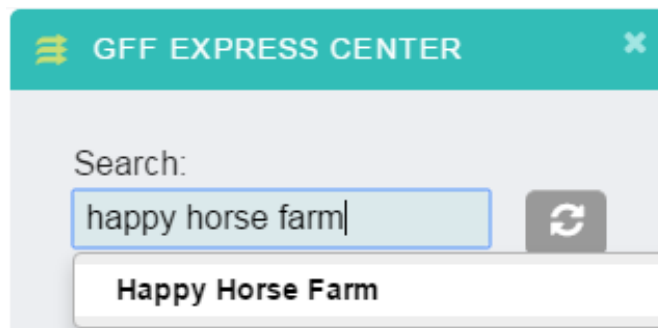 GFF EXPRESS CENTER
Search:
happy horse farm
Happy Horse Farm